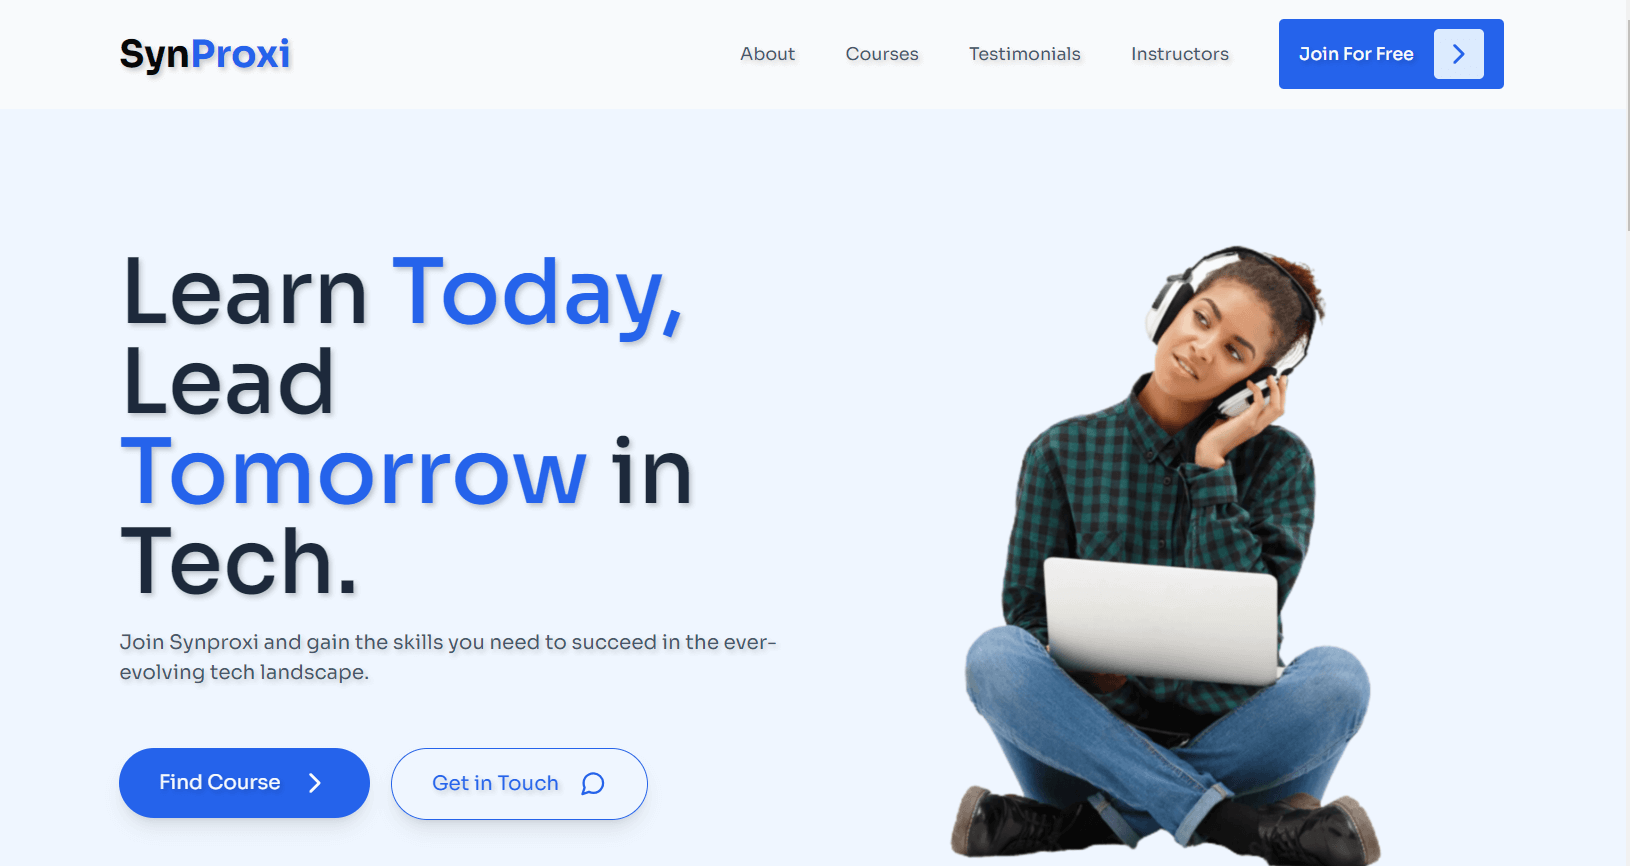 SynProxi
About
Courses
Testimonials
Instructors
Join For Free
Learn Today,
Lead
Tomorrow in
Tech.
Join Synproxi and gain the skills you need to succeed in the ever-
evolving tech landscape.
Find Course
Get in Touch